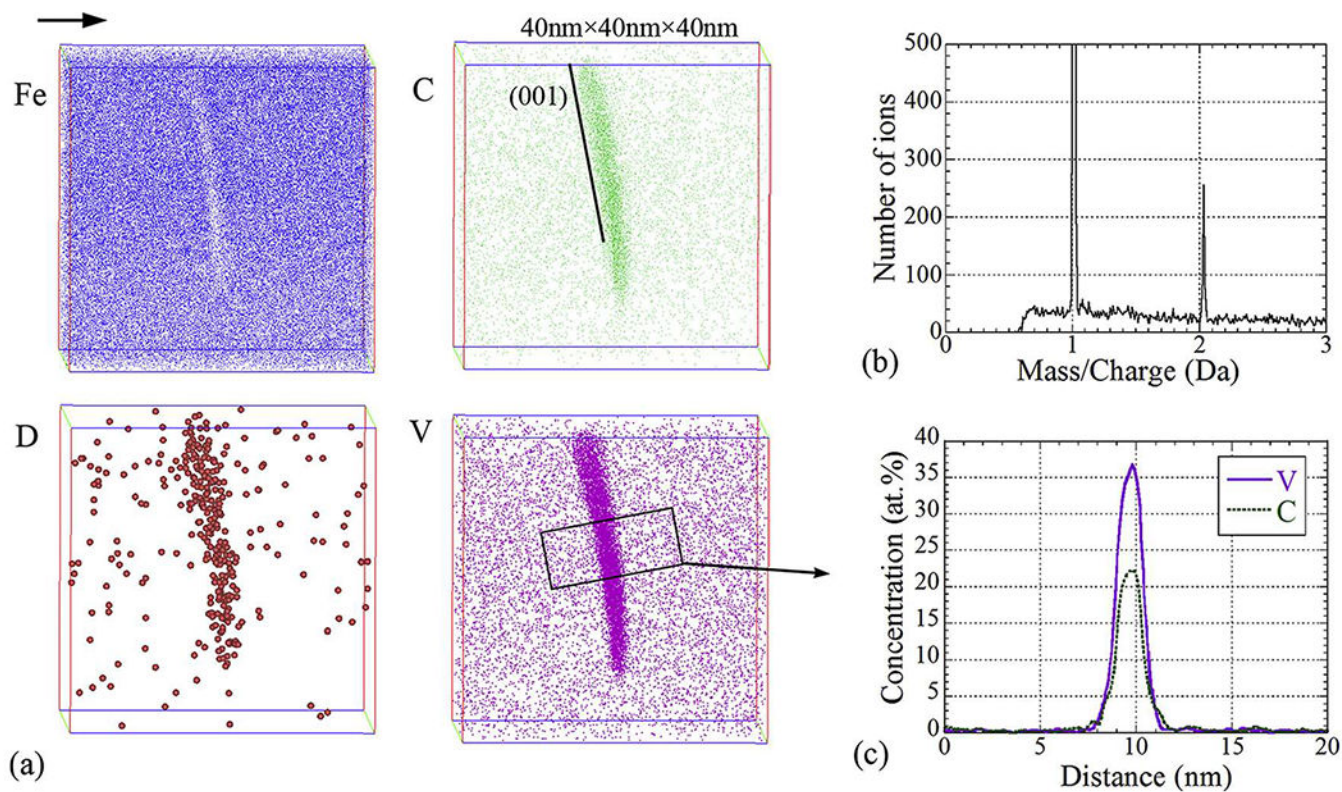 40nm×40nm×40nm
Fe
C
(001)
D
V
(a)
500
400
300
200
100
0
Number of ions
0
1
2
3
Mass/Charge (Da)
(b)
40
35
30
25
20
15
10
5
0
Concentration (at.%)
V
C
0
5
10
15
20
Distance (nm)
(c)